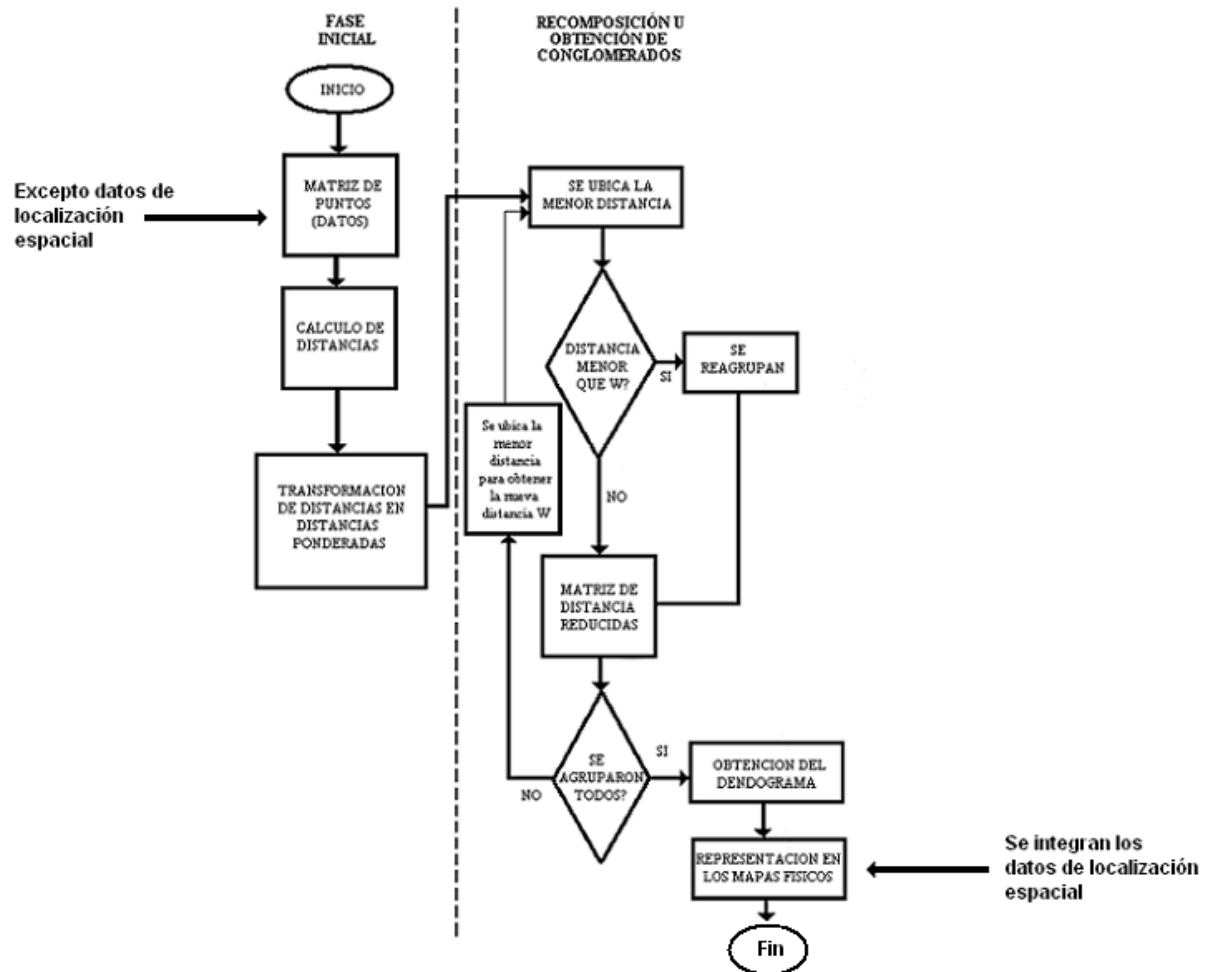 FASE
INICIAL
INICIO
Excepto datos de
localización
espacial
MATRIZ DE
PUNTOS
(DATOS)
CALCULO DE
DISTANCIAS
TRANSFORMACION
DE DISTANCIAS EN
DISTANCIAS
PONDERADAS
RECOMPOSICIÓN U
OBTENCIÓN DE
CONGLOMERADOS
SE UBICA LA
MENOR DISTANCIA
DISTANCIA
MENOR
QUE W?
SI
SE
REAGRUPAN
NO
Se ubica la
menor
distancia
para obtener
la nueva
distancia W
MATRIZ DE
DISTANCIA
REDUCIDAS
SE
AGRUPARON
TODOS?
NO
SI
OBTENCION DEL
DENDOGRAMA
REPRESENTACION EN
LOS MAPAS FISICOS
Se integran los
datos de localización
espacial
Fin